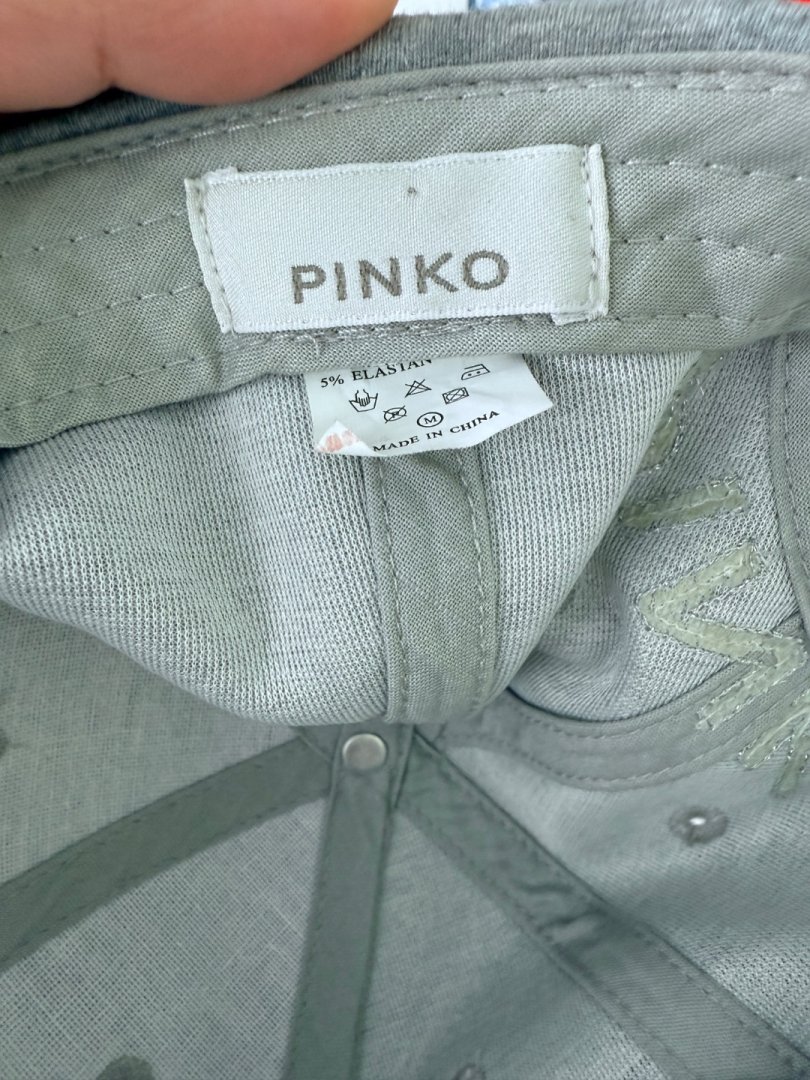 PINKO
5% ELASTAN
M
MADE IN CHINA